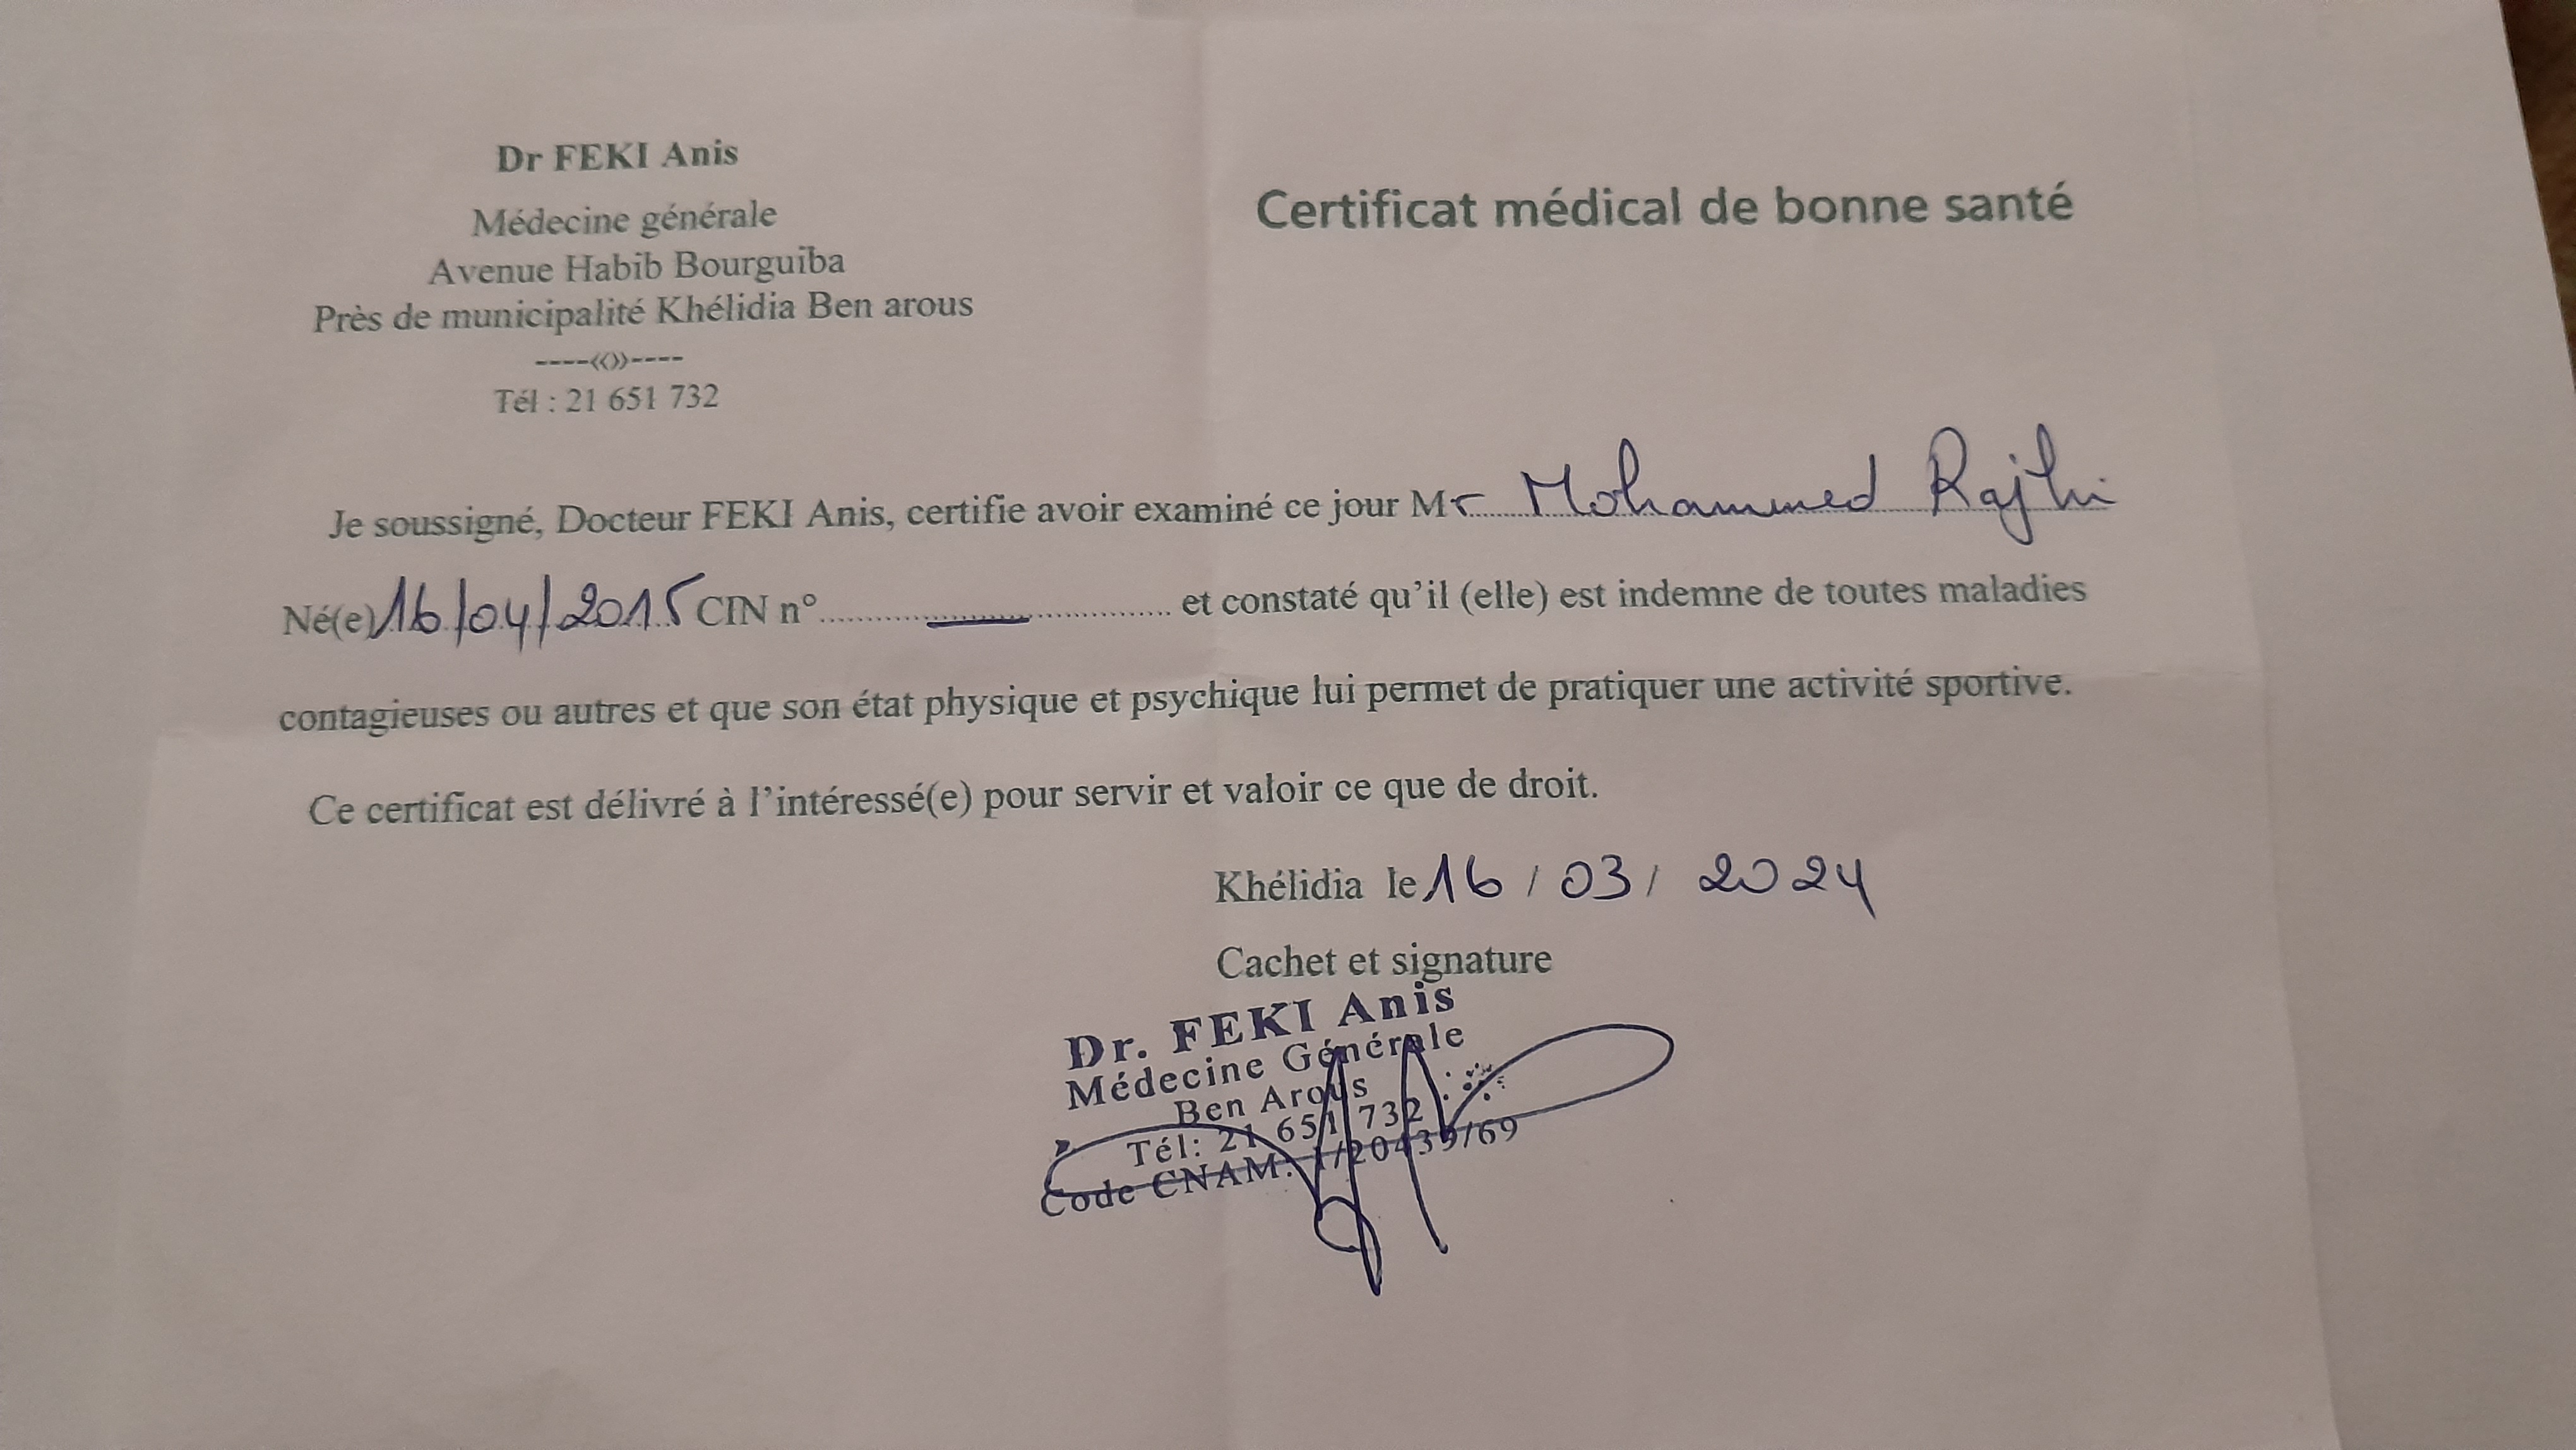 Dr FEKI Anis
Médecine générale
Avenue Habib Bourguiba
Près de municipalité Khélidia Ben arous
----«()»----
Tél : 21 651 732
Certificat médical de bonne santé
Je soussigné, Docteur FEKI Anis, certifie avoir examiné ce jour Mr Mohammed Rajhi
Né(e) 16/04/2015 CIN n°.................................... et constaté qu'il (elle) est indemne de toutes maladies
contagieuses ou autres et que son état physique et psychique lui permet de pratiquer une activité sportive.
Ce certificat est délivré à l'intéressé(e) pour servir et valoir ce que de droit.
Khélidia le 16 / 03 / 2024
Cachet et signature
Dr. FEKI Anis
Médecine Générale
Ben Arous
Tél: 21 651 732
Code CNAM: 1/20439/69